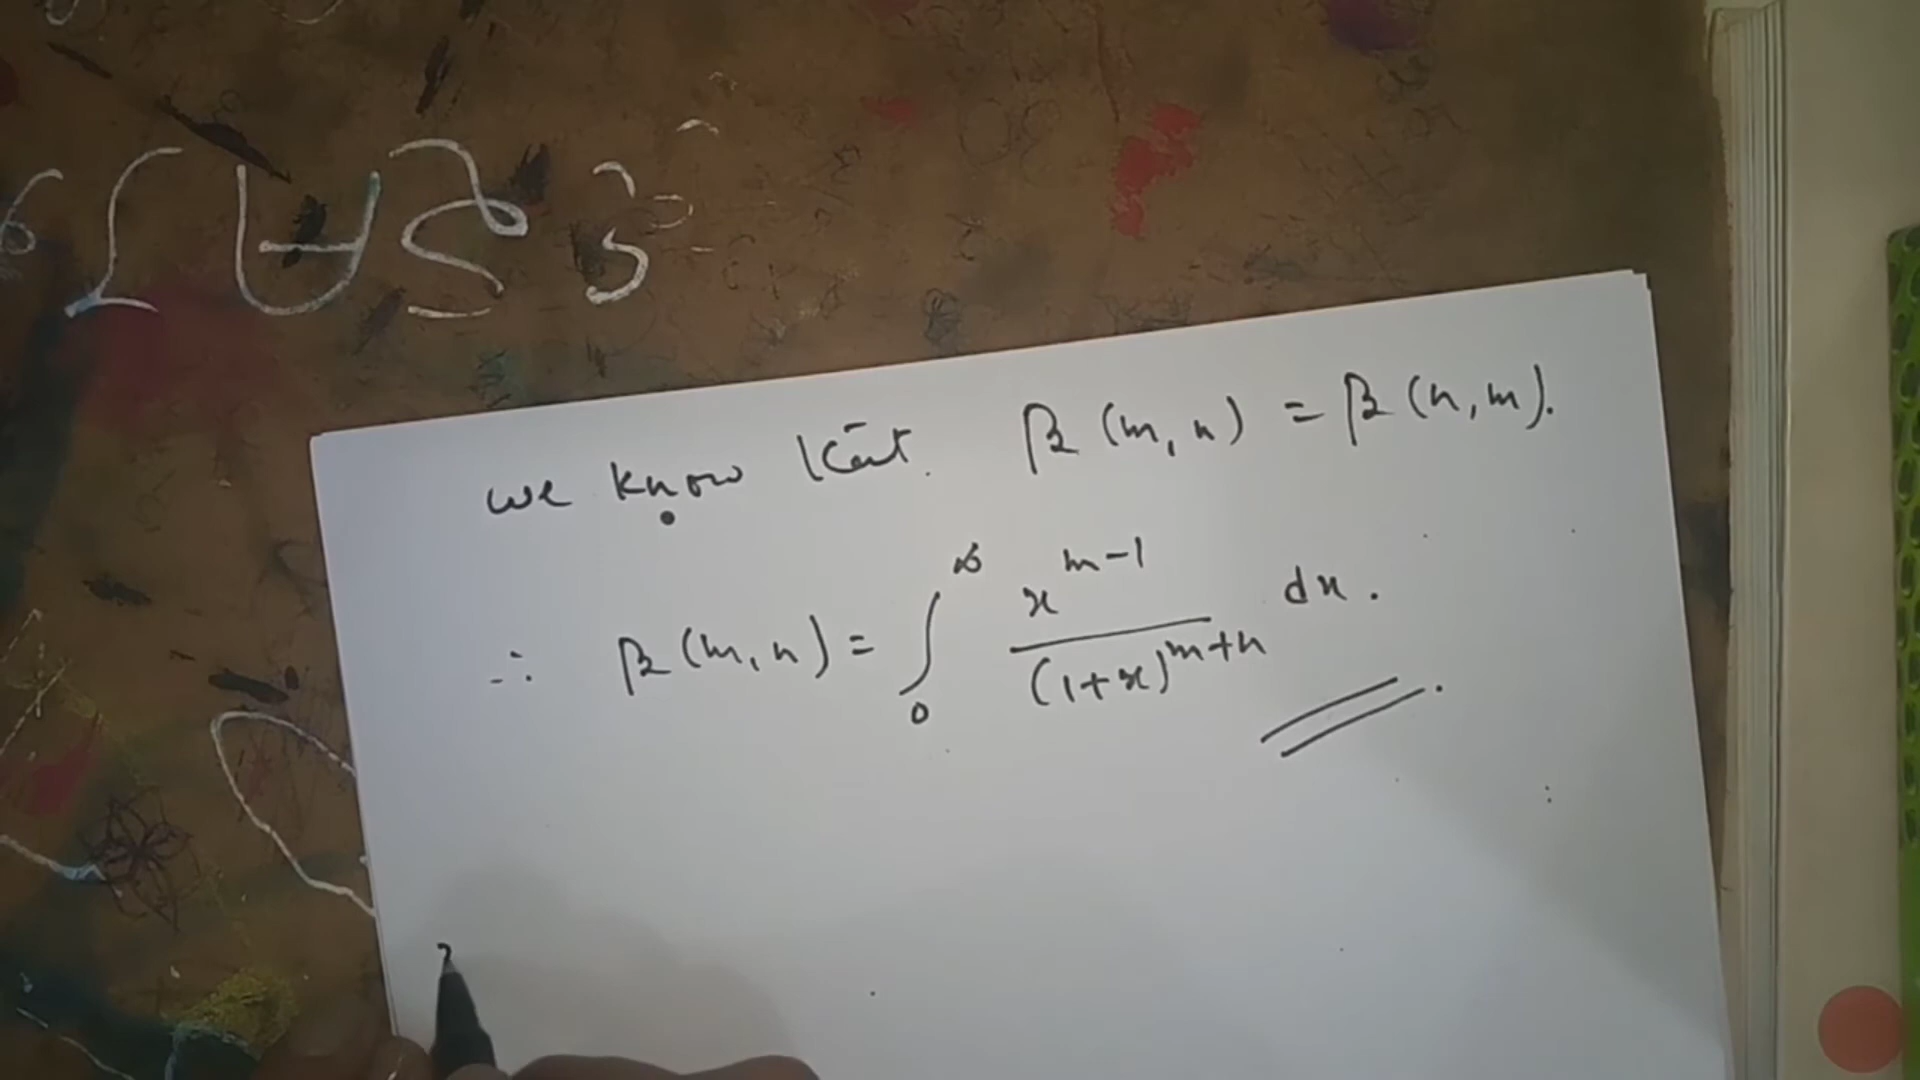 we know that. β(m,n) = β(n,m).
∴ β(m,n) = ∫₀^∞ x^{m-1} / (1+x)^{m+n} dx.